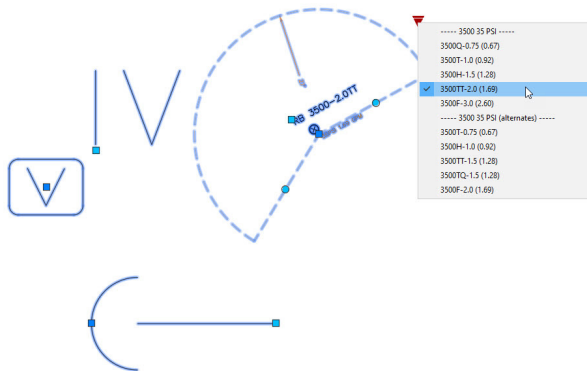 ----- 3500 35 PSI -----
3500Q-0.75 (0.67)
3500T-1.0 (0.92)
3500H-1.5 (1.28)
3500TT-2.0 (1.69)
3500F-3.0 (2.60)
----- 3500 35 PSI (alternates) -----
3500T-0.75 (0.67)
3500H-1.0 (0.92)
3500TT-1.5 (1.28)
3500TQ-1.5 (1.28)
3500F-2.0 (1.69)
RB 3500-2.0TT
V
V